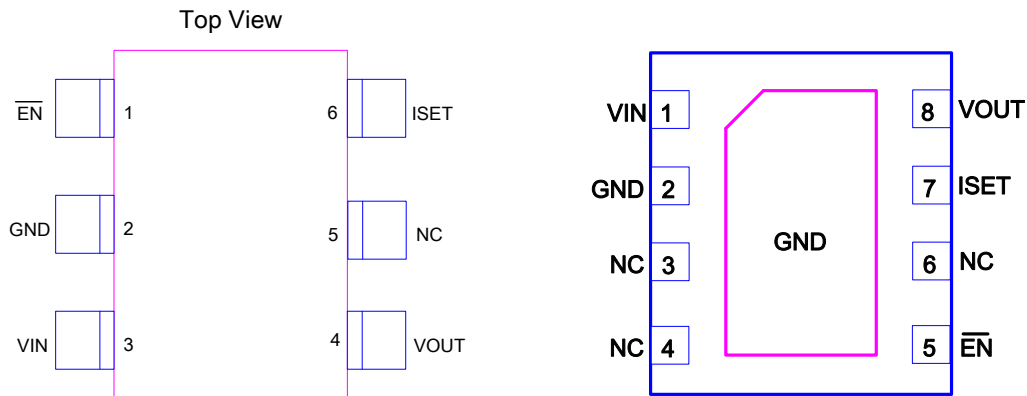 Top View
EN 1 6 ISET
GND 2 5 NC
VIN 3 4 VOUT
VIN 1 8 VOUT
GND 2 7 ISET
GND
NC 3 6 NC
NC 4 5 EN